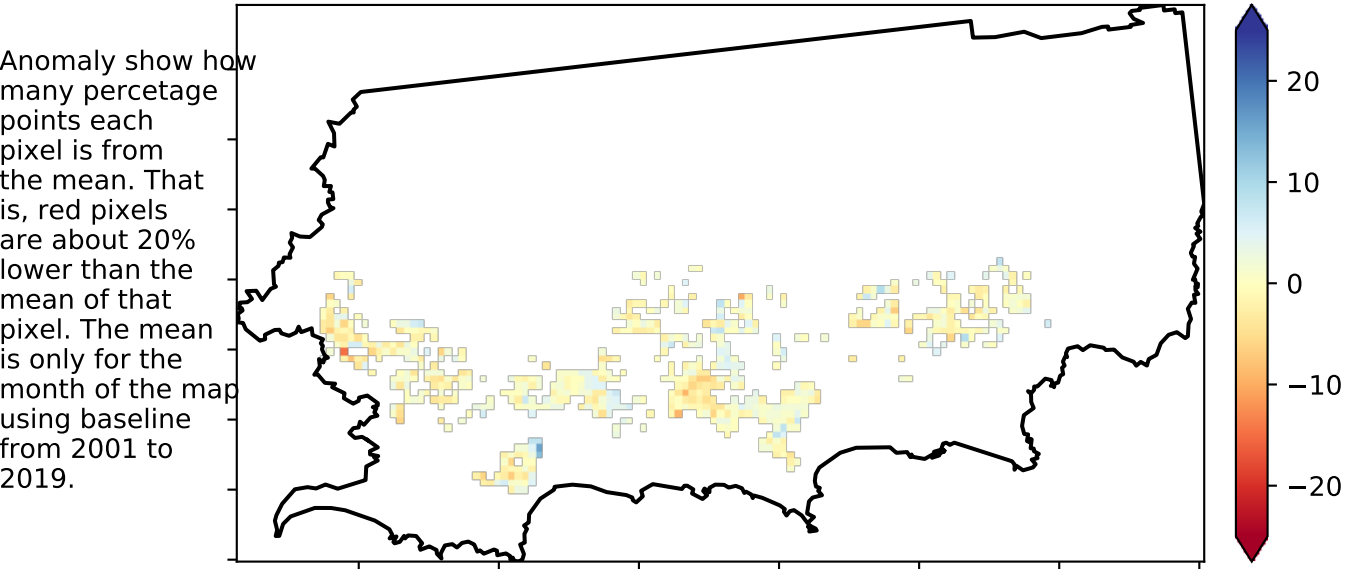 Anomaly show how
many percetage
points each
pixel is from
the mean. That
is, red pixels
are about 20%
lower than the
mean of that
pixel. The mean
is only for the
month of the map
using baseline
from 2001 to
2019.
20
10
0
−10
−20